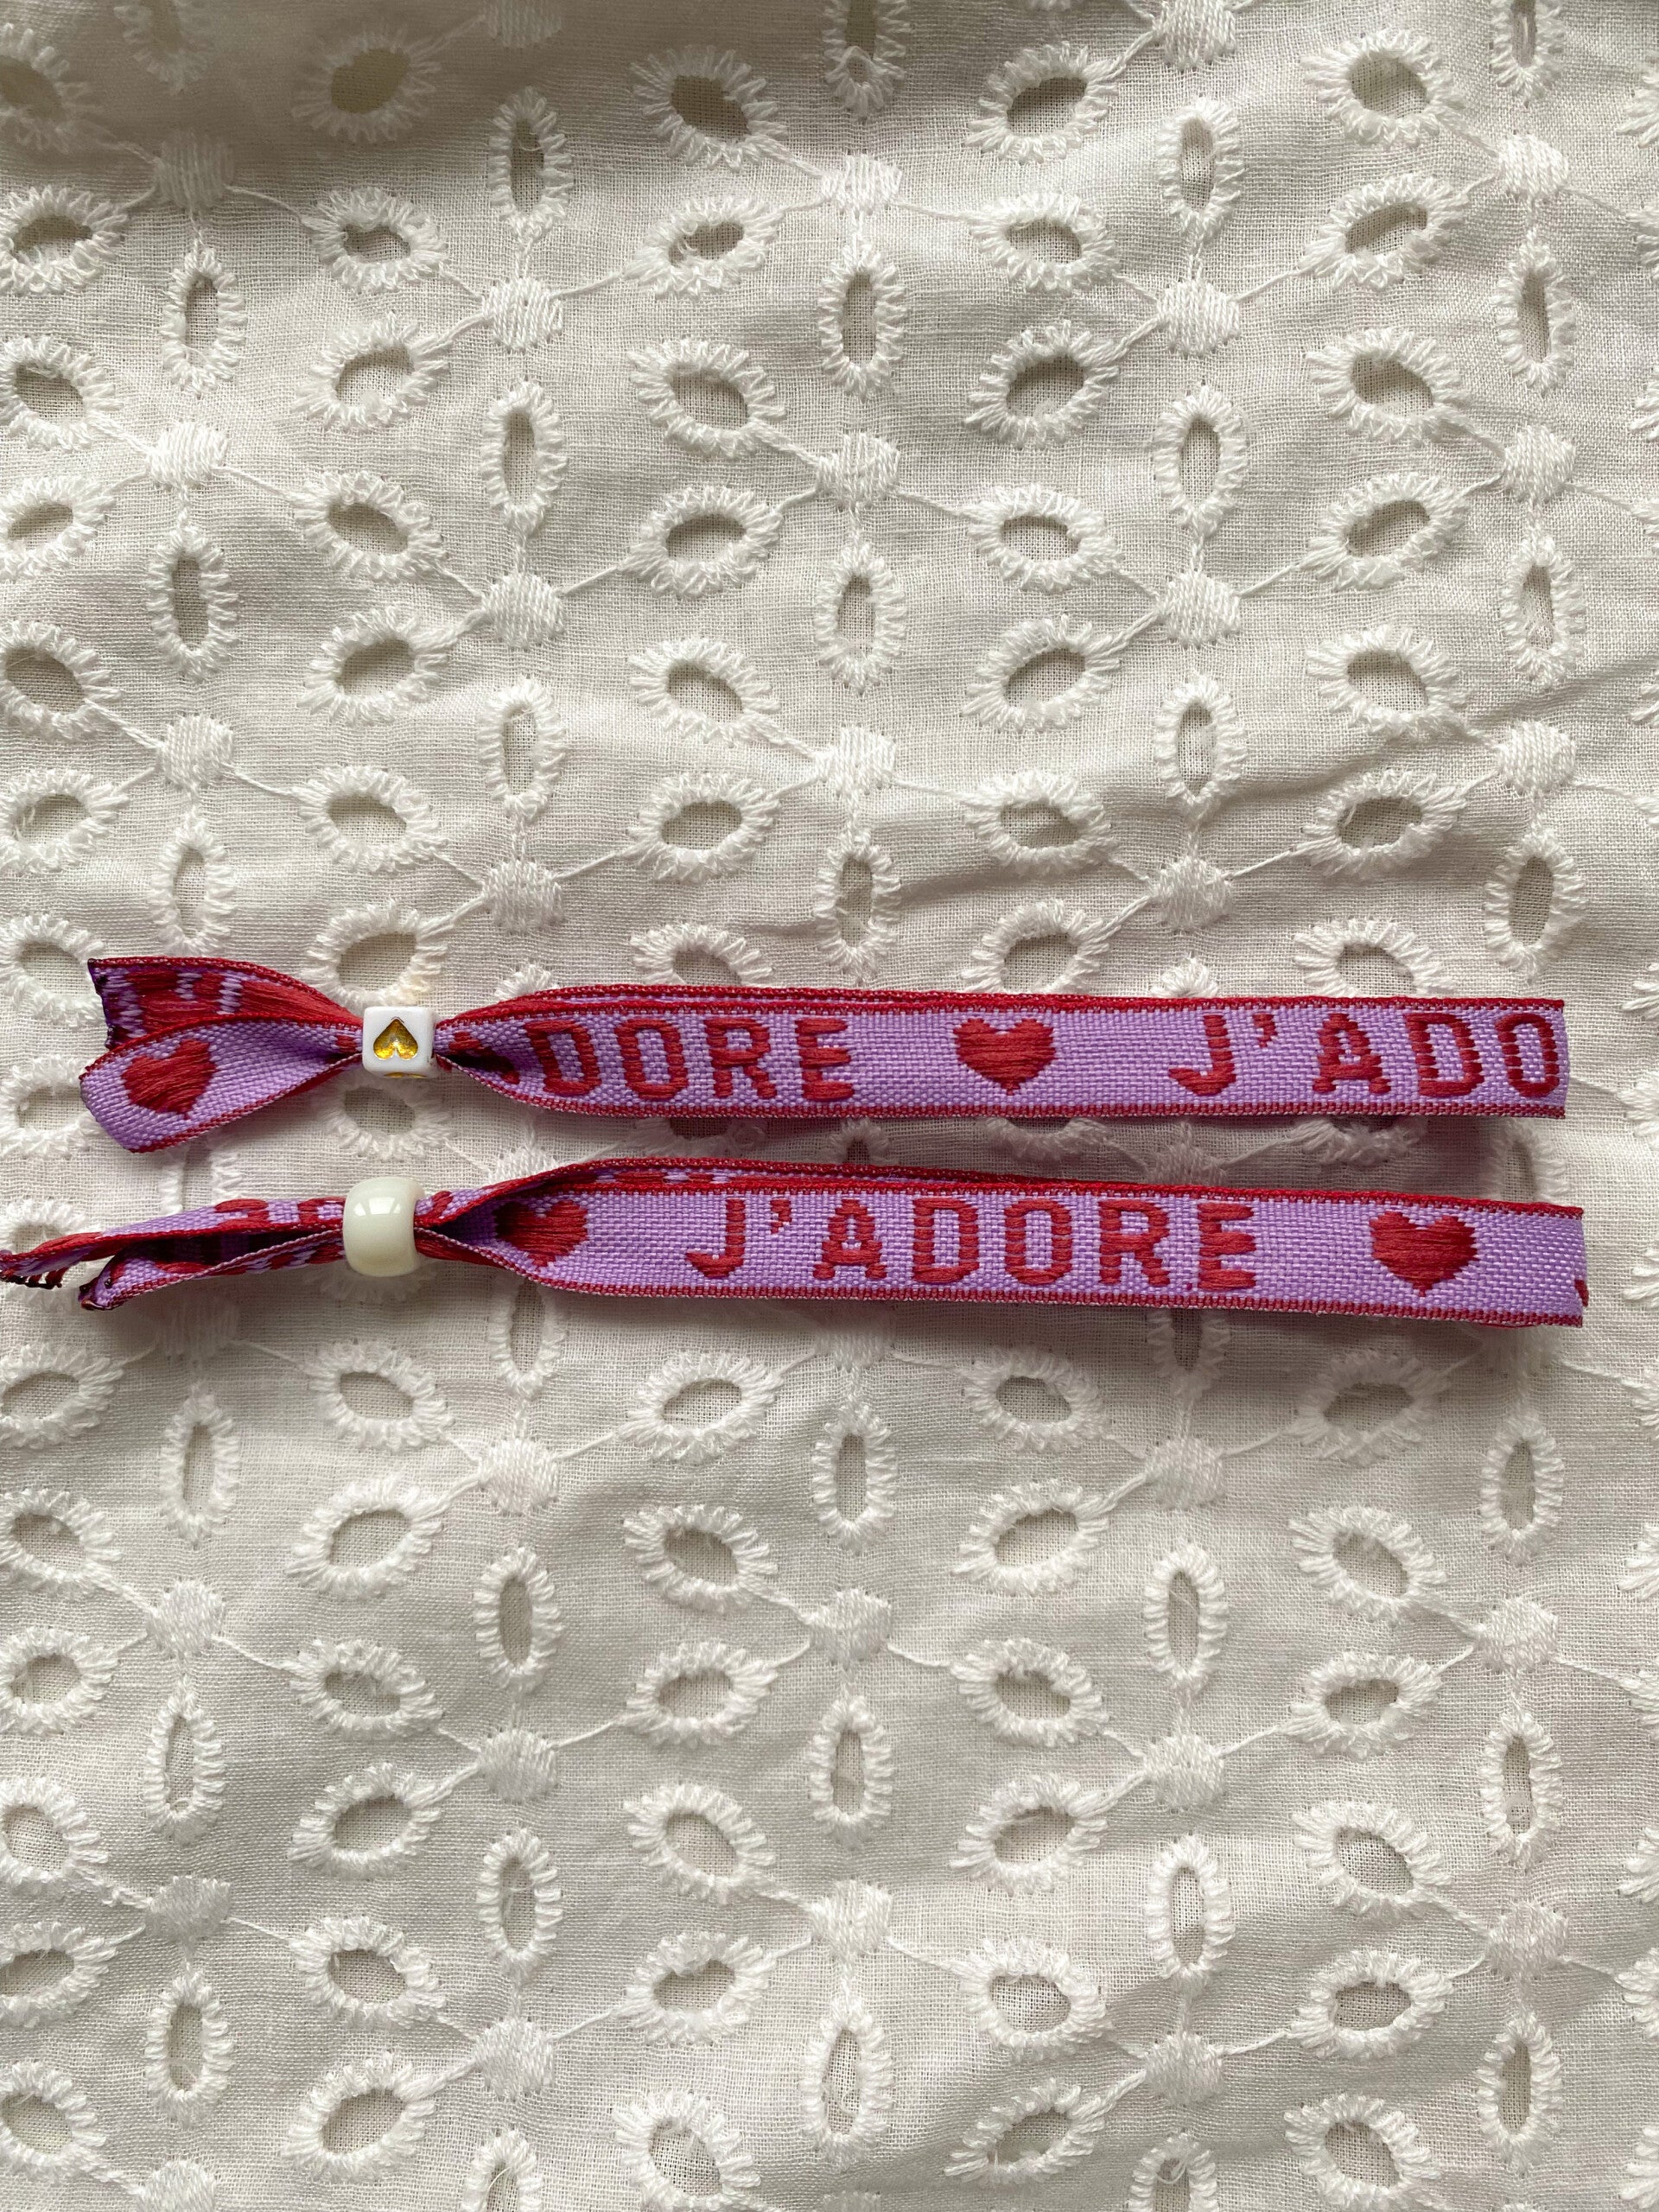 DORE ♥ J'ADO
♥ J'ADORE ♥